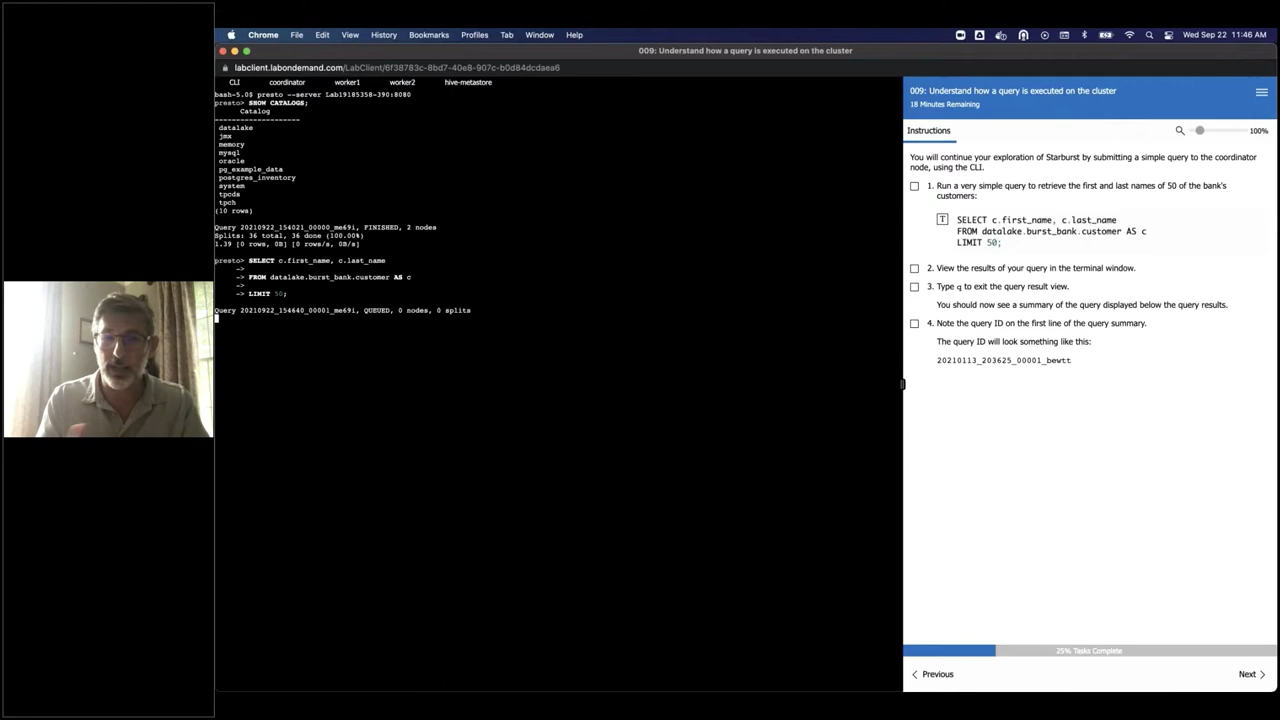 Chrome File Edit View History Bookmarks Profiles Tab Window Help
Wed Sep 22 11:46 AM
009: Understand how a query is executed on the cluster
labclient.labondemand.com/LabClient/6f38783c-8bd7-40e8-907c-b0d84dcdaea6
CLI coordinator worker1 worker2 hive-metastore
bash-5.0$ presto --server Lab19185358-390:8080
presto> SHOW CATALOGS;
Catalog
--------------------
datalake
jmx
memory
mysql
oracle
pg_example_data
postgres_inventory
system
tpcds
tpch
(10 rows)
Query 20210922_154021_00000_me69i, FINISHED, 2 nodes
Splits: 36 total, 36 done (100.00%)
1.39 [0 rows, 0B] [0 rows/s, 0B/s]
presto> SELECT c.first_name, c.last_name
->
-> FROM datalake.burst_bank.customer AS c
->
-> LIMIT 50;
Query 20210922_154640_00001_me69i, QUEUED, 0 nodes, 0 splits
009: Understand how a query is executed on the cluster
18 Minutes Remaining
Instructions
100%
You will continue your exploration of Starburst by submitting a simple query to the coordinator
node, using the CLI.
1. Run a very simple query to retrieve the first and last names of 50 of the bank's
customers:
T
SELECT c.first_name, c.last_name
FROM datalake.burst_bank.customer AS c
LIMIT 50;
2. View the results of your query in the terminal window.
3. Type q to exit the query result view.
You should now see a summary of the query displayed below the query results.
4. Note the query ID on the first line of the query summary.
The query ID will look something like this:
20210113_203625_00001_bewtt
25% Tasks Complete
Previous
Next